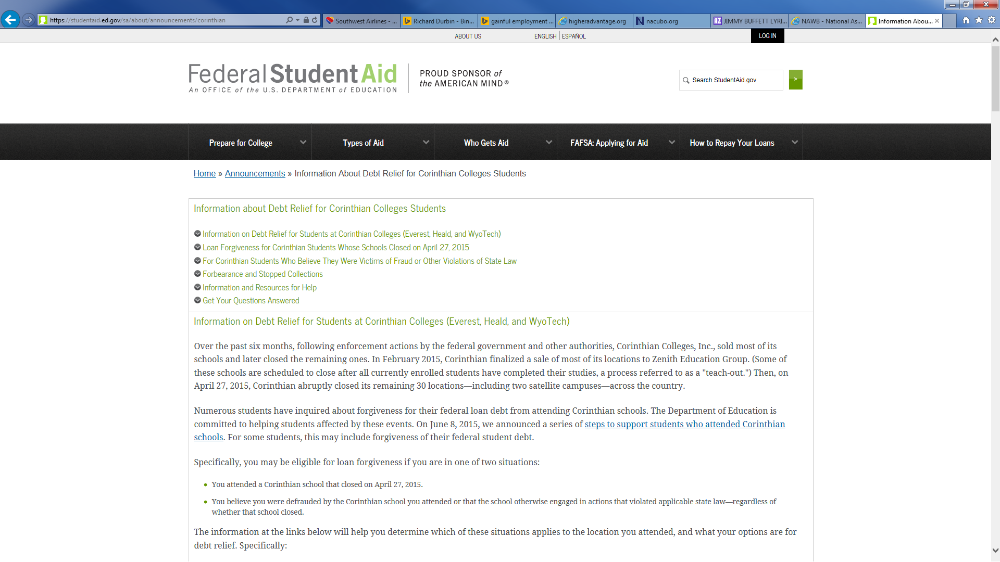 https://studentaid.ed.gov/sa/about/announcements/corinthian
Southwest Airlines - ...
Richard Durbin - Bin...
gainful employment ...
higheradvantage.org
nacubo.org
JIMMY BUFFETT LYRI...
NAWB - National As...
Information Abou...
ABOUT US
ENGLISH | ESPAÑOL
LOG IN
Federal Student Aid
An OFFICE of the U.S. DEPARTMENT of EDUCATION
PROUD SPONSOR of
the AMERICAN MIND®
Search StudentAid.gov
>
Prepare for College
Types of Aid
Who Gets Aid
FAFSA: Applying for Aid
How to Repay Your Loans
Home » Announcements » Information About Debt Relief for Corinthian Colleges Students
Information about Debt Relief for Corinthian Colleges Students
Information on Debt Relief for Students at Corinthian Colleges (Everest, Heald, and WyoTech)
Loan Forgiveness for Corinthian Students Whose Schools Closed on April 27, 2015
For Corinthian Students Who Believe They Were Victims of Fraud or Other Violations of State Law
Forbearance and Stopped Collections
Information and Resources for Help
Get Your Questions Answered
Information on Debt Relief for Students at Corinthian Colleges (Everest, Heald, and WyoTech)
Over the past six months, following enforcement actions by the federal government and other authorities, Corinthian Colleges, Inc., sold most of its
schools and later closed the remaining ones. In February 2015, Corinthian finalized a sale of most of its locations to Zenith Education Group. (Some of
these schools are scheduled to close after all currently enrolled students have completed their studies, a process referred to as a "teach-out.") Then, on
April 27, 2015, Corinthian abruptly closed its remaining 30 locations—including two satellite campuses—across the country.
Numerous students have inquired about forgiveness for their federal loan debt from attending Corinthian schools. The Department of Education is
committed to helping students affected by these events. On June 8, 2015, we announced a series of steps to support students who attended Corinthian
schools. For some students, this may include forgiveness of their federal student debt.
Specifically, you may be eligible for loan forgiveness if you are in one of two situations:
• You attended a Corinthian school that closed on April 27, 2015.
• You believe you were defrauded by the Corinthian school you attended or that the school otherwise engaged in actions that violated applicable state law—regardless of
whether that school closed.
The information at the links below will help you determine which of these situations applies to the location you attended, and what your options are for
debt relief. Specifically: